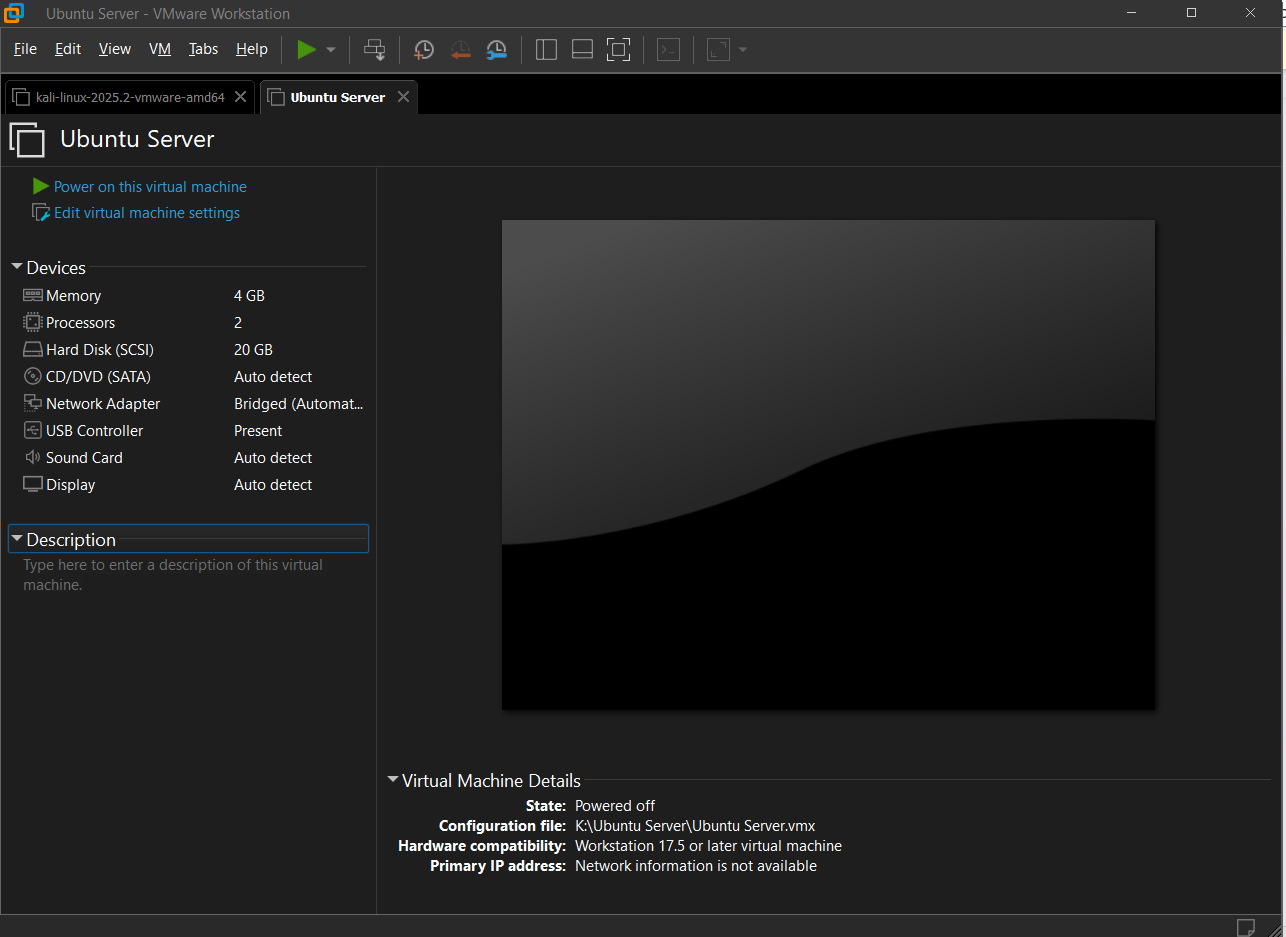 Ubuntu Server - VMware Workstation
File Edit View VM Tabs Help
kali-linux-2025.2-vmware-amd64
Ubuntu Server
Ubuntu Server
Power on this virtual machine
Edit virtual machine settings
Devices
Memory 4 GB
Processors 2
Hard Disk (SCSI) 20 GB
CD/DVD (SATA) Auto detect
Network Adapter Bridged (Automat...
USB Controller Present
Sound Card Auto detect
Display Auto detect
Description
Type here to enter a description of this virtual
machine.
Virtual Machine Details
State: Powered off
Configuration file: K:\Ubuntu Server\Ubuntu Server.vmx
Hardware compatibility: Workstation 17.5 or later virtual machine
Primary IP address: Network information is not available